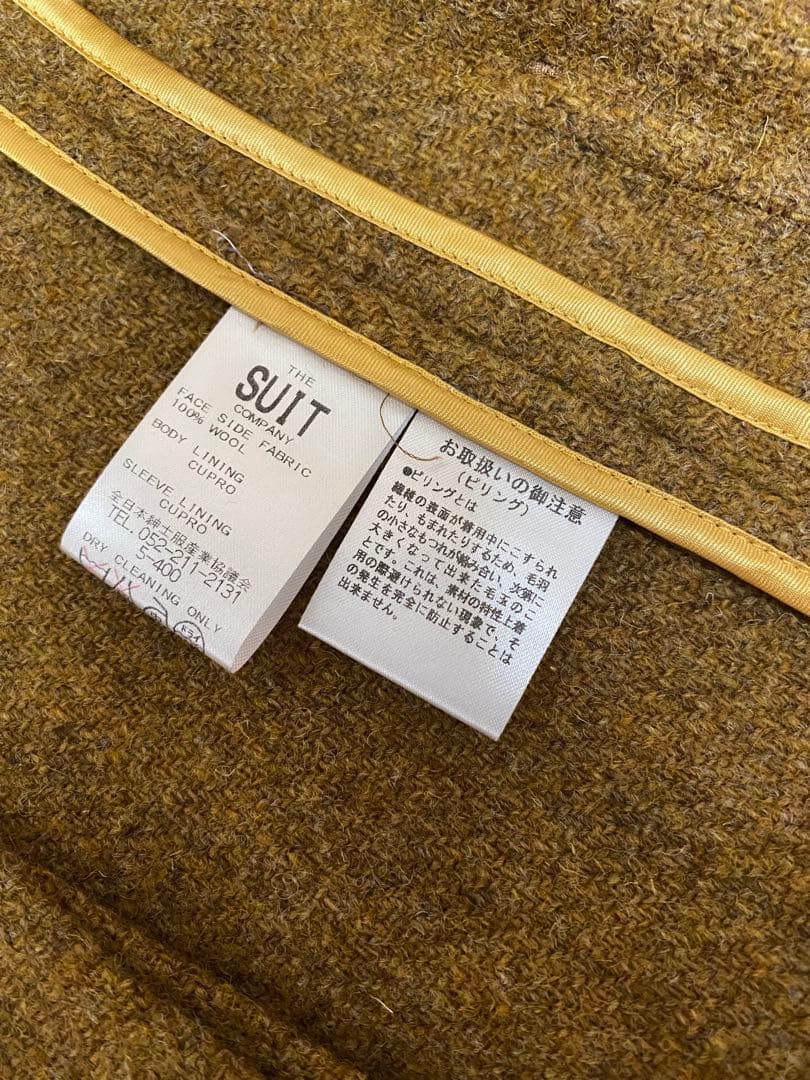 THE
SUIT
COMPANY
FACE SIDE FABRIC
100% WOOL
BODY LINING
CUPRO
SLEEVE LINING
CUPRO
全日本紳士服産業協議会
TEL.052-211-2131
5-400
DRY CLEANING ONLY
ドライ
お取扱いの御注意
(ピリング)
●ピリングとは
繊維の表面が着用中にこすられ
たり、もまれたりするため、毛羽
の小さなもつれが絡み合い、次第に
大きくなって出来た毛玉のこ
とです。これは、素材の特性上着
用の際避けられない現象で、そ
の発生を完全に防止することは
出来ません。